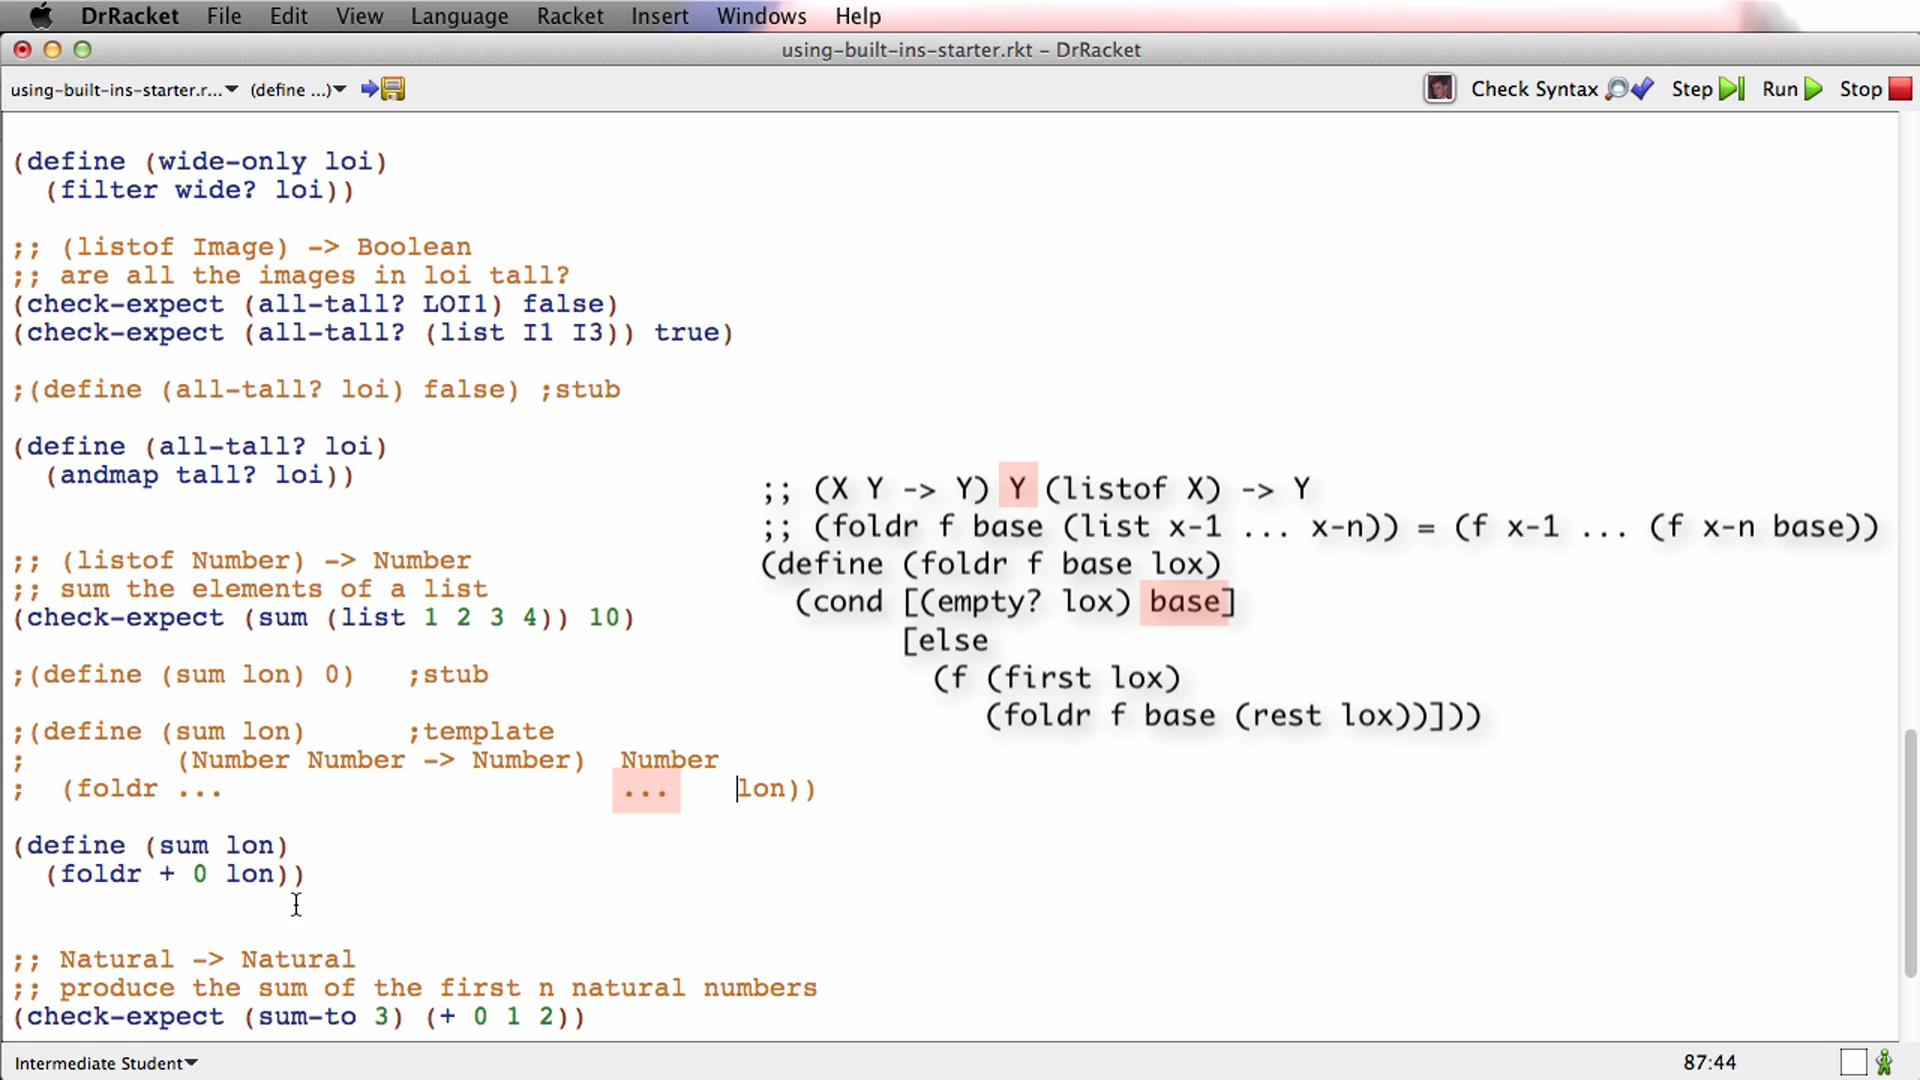 DrRacket File Edit View Language Racket Insert Windows Help
using-built-ins-starter.rkt - DrRacket
using-built-ins-starter.r... (define ...) Check Syntax Step Run Stop
(define (wide-only loi)
(filter wide? loi))
;; (listof Image) -> Boolean
;; are all the images in loi tall?
(check-expect (all-tall? LOI1) false)
(check-expect (all-tall? (list I1 I3)) true)
;(define (all-tall? loi) false) ;stub
(define (all-tall? loi)
(andmap tall? loi))
;; (X Y -> Y) Y (listof X) -> Y
;; (foldr f base (list x-1 ... x-n)) = (f x-1 ... (f x-n base))
(define (foldr f base lox)
(cond [(empty? lox) base]
[else
(f (first lox)
(foldr f base (rest lox))]))
;; (listof Number) -> Number
;; sum the elements of a list
(check-expect (sum (list 1 2 3 4)) 10)
;(define (sum lon) 0) ;stub
;(define (sum lon) ;template
; (Number Number -> Number) Number
; (foldr ... ... lon))
(define (sum lon)
(foldr + 0 lon))
;; Natural -> Natural
;; produce the sum of the first n natural numbers
(check-expect (sum-to 3) (+ 0 1 2))
Intermediate Student 87:44